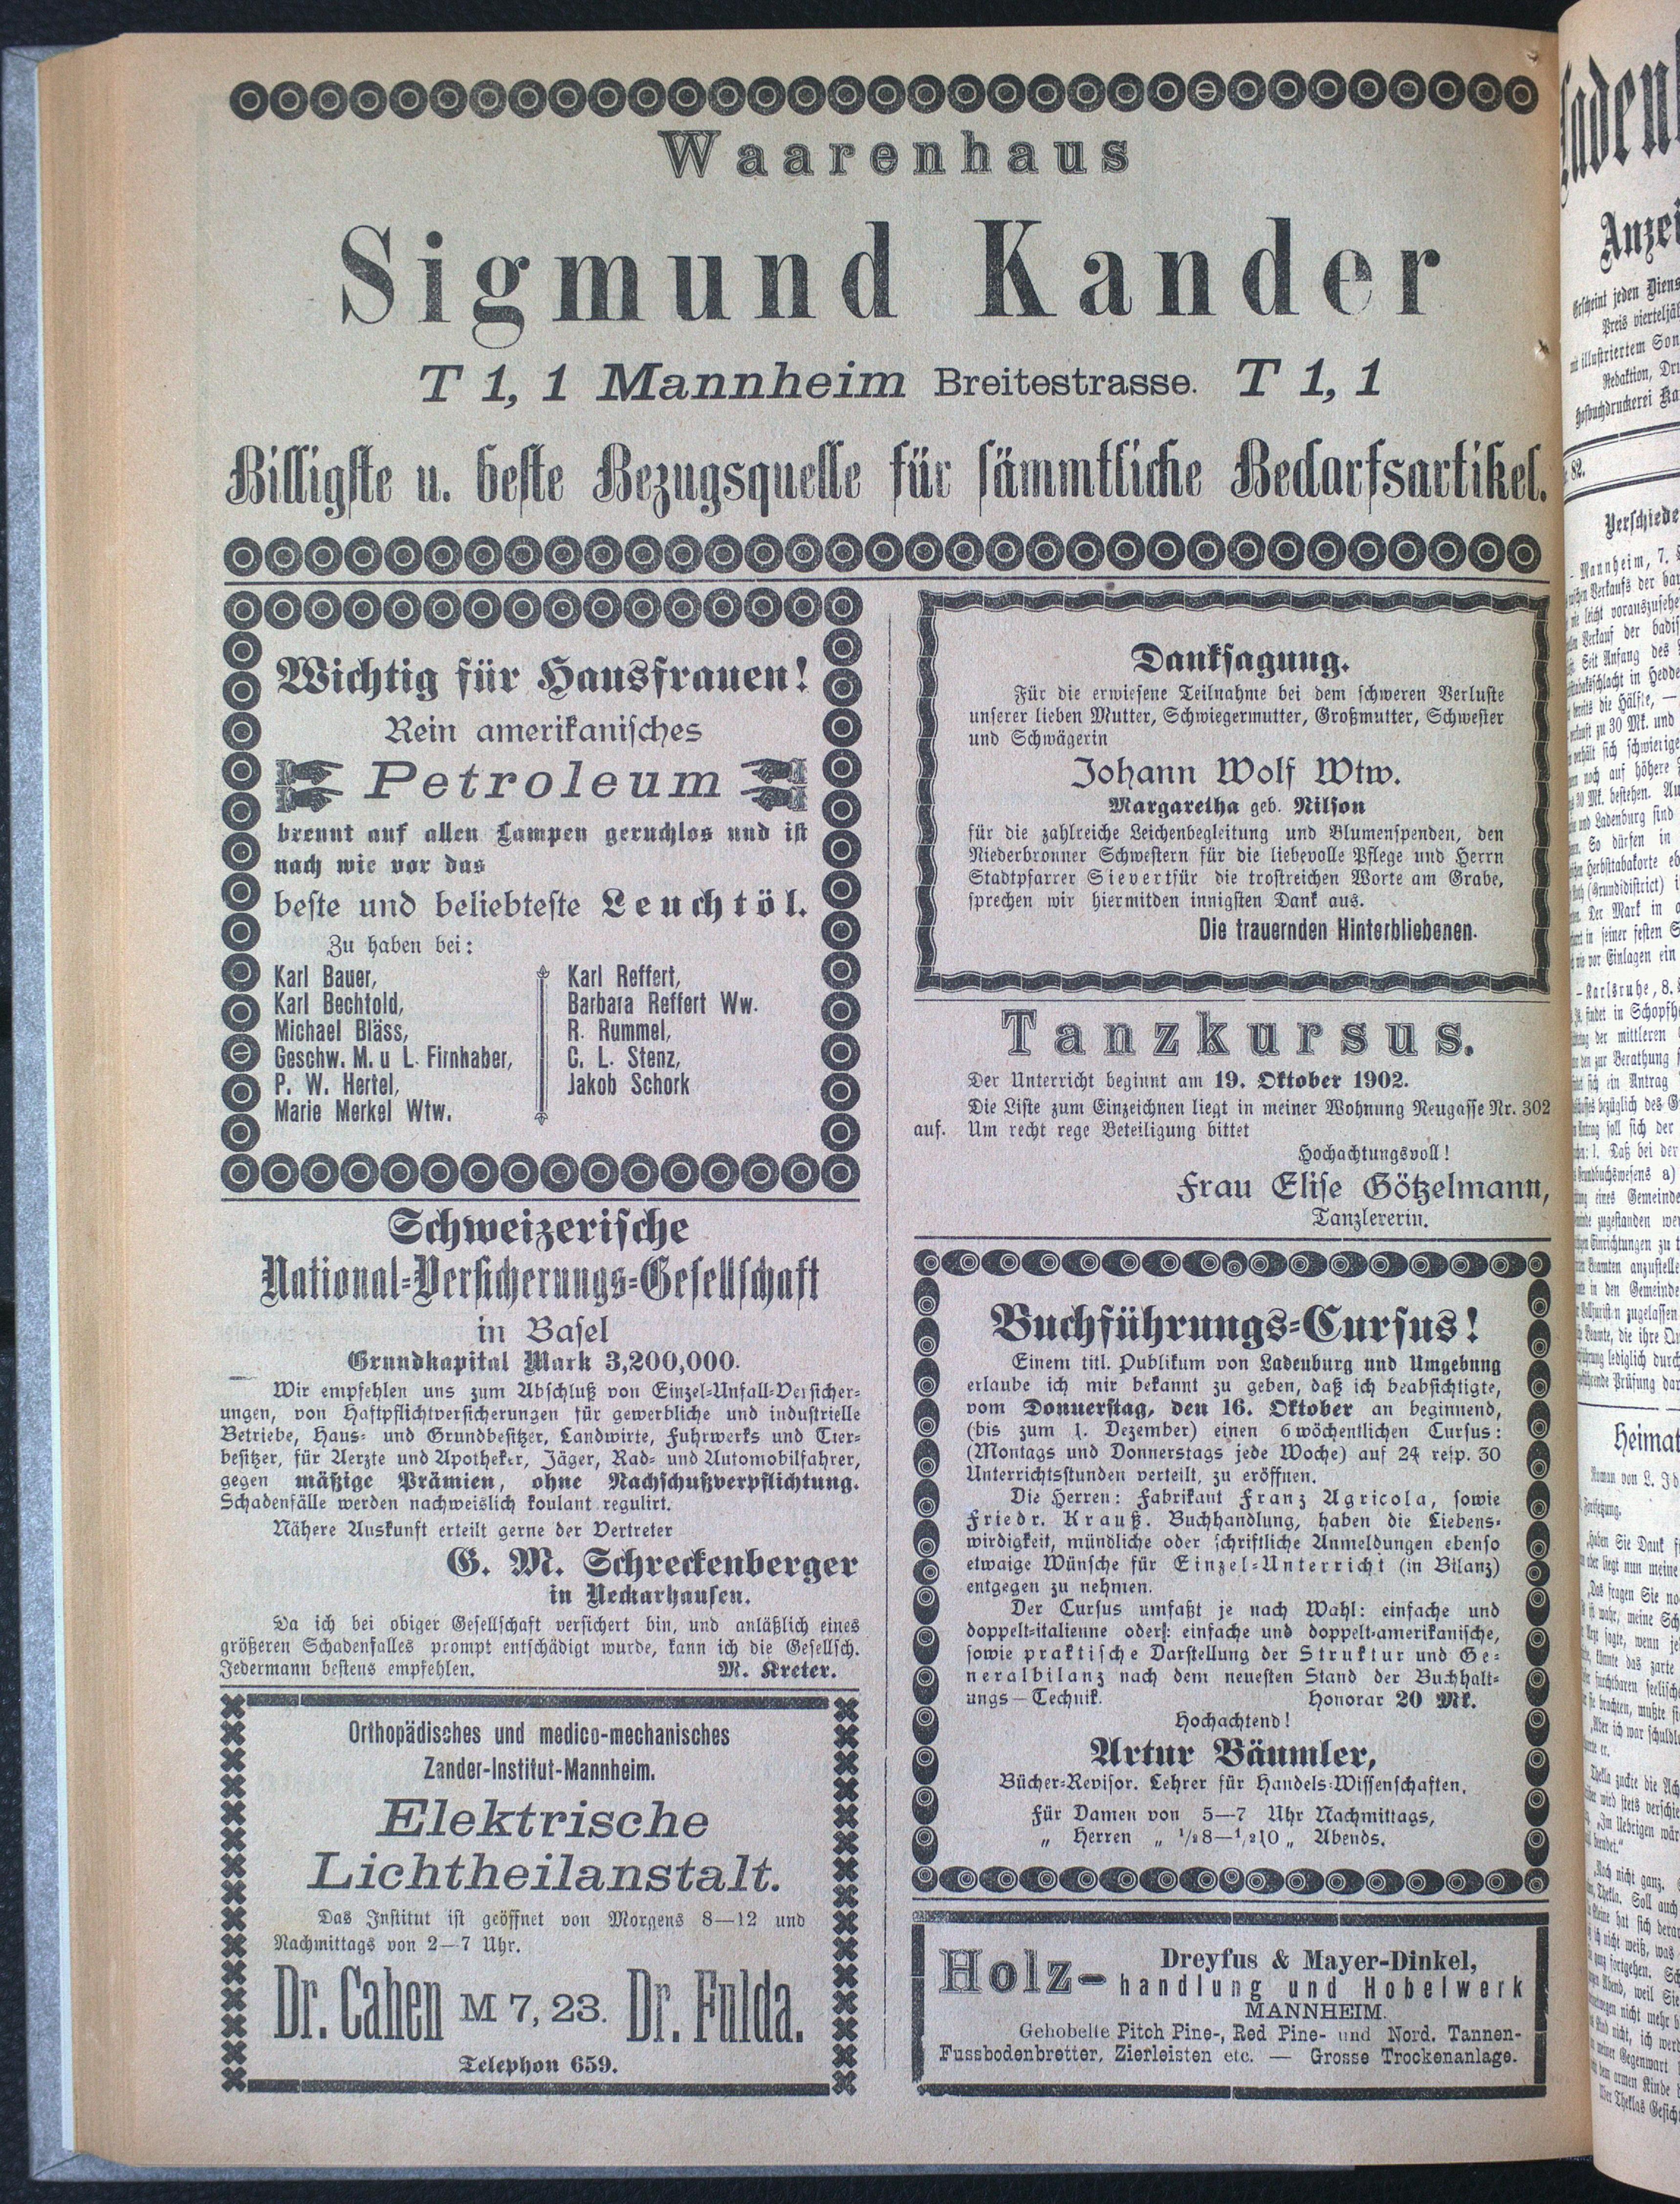 Waarenhaus
Sigmund Kander
T 1, 1 Mannheim Breitestrasse. T 1, 1
Billigste u. beste Bezugsquelle für sämmtliche Bedarfsartikel.
Wichtig für Hausfrauen!
Rein amerikanisches
Petroleum
brennt auf allen Lampen geruchlos und ist
nach wie vor das
beste und beliebteste Leuchtöl.
Zu haben bei:
Karl Bauer,
Karl Bechtold,
Michael Bläss,
Geschw. M. u L. Firnhaber,
P. W. Hertel,
Marie Merkel Wtw.
Karl Reffert,
Barbara Reffert Ww.
R. Rummel,
C. L. Stenz,
Jakob Schork
Schweizerische
National-Versicherungs-Gesellschaft
in Basel
Grundkapital Mark 3,200,000.
Wir empfehlen uns zum Abschluß von Einzel-Unfall-Versicher-
ungen, von Haftpflichtversicherungen für gewerbliche und industrielle
Betriebe, Haus- und Grundbesitzer, Landwirte, Fuhrwerks und Tier-
besitzer, für Aerzte und Apotheker, Jäger, Rad- und Automobilfahrer,
gegen mäßige Prämien, ohne Nachschußverpflichtung.
Schadenfälle werden nachweislich koulant regulirt.
Nähere Auskunft erteilt gerne der Vertreter
G. M. Schreckenberger
in Neckarhausen.
Da ich bei obiger Gesellschaft versichert bin, und anläßlich eines
größeren Schadenfalles prompt entschädigt wurde, kann ich die Gesellsch.
Jedermann bestens empfehlen. M. Kreter.
Orthopädisches und medico-mechanisches
Zander-Institut-Mannheim.
Elektrische
Lichtheilanstalt.
Das Institut ist geöffnet von Morgens 8—12 und
Nachmittags von 2—7 Uhr.
Dr. Cahen M 7, 23. Dr. Fulda.
Telephon 659.
Danksagung.
Für die erwiesene Teilnahme bei dem schweren Verluste
unserer lieben Mutter, Schwiegermutter, Großmutter, Schwester
und Schwägerin
Johann Wolf Wtw.
Margaretha geb. Nilson
für die zahlreiche Leichenbegleitung und Blumenspenden, den
Niederbronner Schwestern für die liebevolle Pflege und Herrn
Stadtpfarrer Sievertfür die trostreichen Worte am Grabe,
sprechen wir hiermitden innigsten Dank aus.
Die trauernden Hinterbliebenen.
Tanzkursus.
Der Unterricht beginnt am 19. Oktober 1902.
Die Liste zum Einzeichnen liegt in meiner Wohnung Neugasse Nr. 302
auf. Um recht rege Beteiligung bittet
Hochachtungsvoll!
Frau Elise Götzelmann,
Tanzlererin.
Buchführungs-Cursus!
Einem titl. Publikum von Ladenburg und Umgebung
erlaube ich mir bekannt zu geben, daß ich beabsichtigte,
vom Donnerstag, den 16. Oktober an beginnend,
(bis zum 1. Dezember) einen 6 wöchentlichen Cursus:
(Montags und Donnerstags jede Woche) auf 24 resp. 30
Unterrichtsstunden verteilt, zu eröffnen.
Die Herren: Fabrikant Franz Agricola, sowie
Friedr. Krauß. Buchhandlung, haben die Liebens-
wirdigkeit, mündliche oder schriftliche Anmeldungen ebenso
etwaige Wünsche für Einzel-Unterricht (in Bilanz)
entgegen zu nehmen.
Der Cursus umfaßt je nach Wahl: einfache und
doppelt-italienne oder: einfache und doppelt-amerikanische,
sowie praktische Darstellung der Struktur und Ge-
neralbilanz nach dem neuesten Stand der Buchhalt-
ungs—Technik. Honorar 20 Mk.
Hochachtend!
Artur Bäumler,
Bücher-Revisor. Lehrer für Handels-Wissenschaften.
Für Damen von 5—7 Uhr Nachmittags,
„ Herren „ 1/28—1/210 „ Abends.
Holz- Dreyfus & Mayer-Dinkel,
handlung und Hobelwerk
MANNHEIM.
Gehobelte Pitch Pine-, Red Pine- und Nord. Tannen-
Fussbodenbretter, Zierleisten etc. — Grosse Trockenanlage.
Anzei
Erscheint jeden Diens
82.
Verschiede
Mannheim, 7.
Karlsruhe, 8.
Heimat
Roman von L.